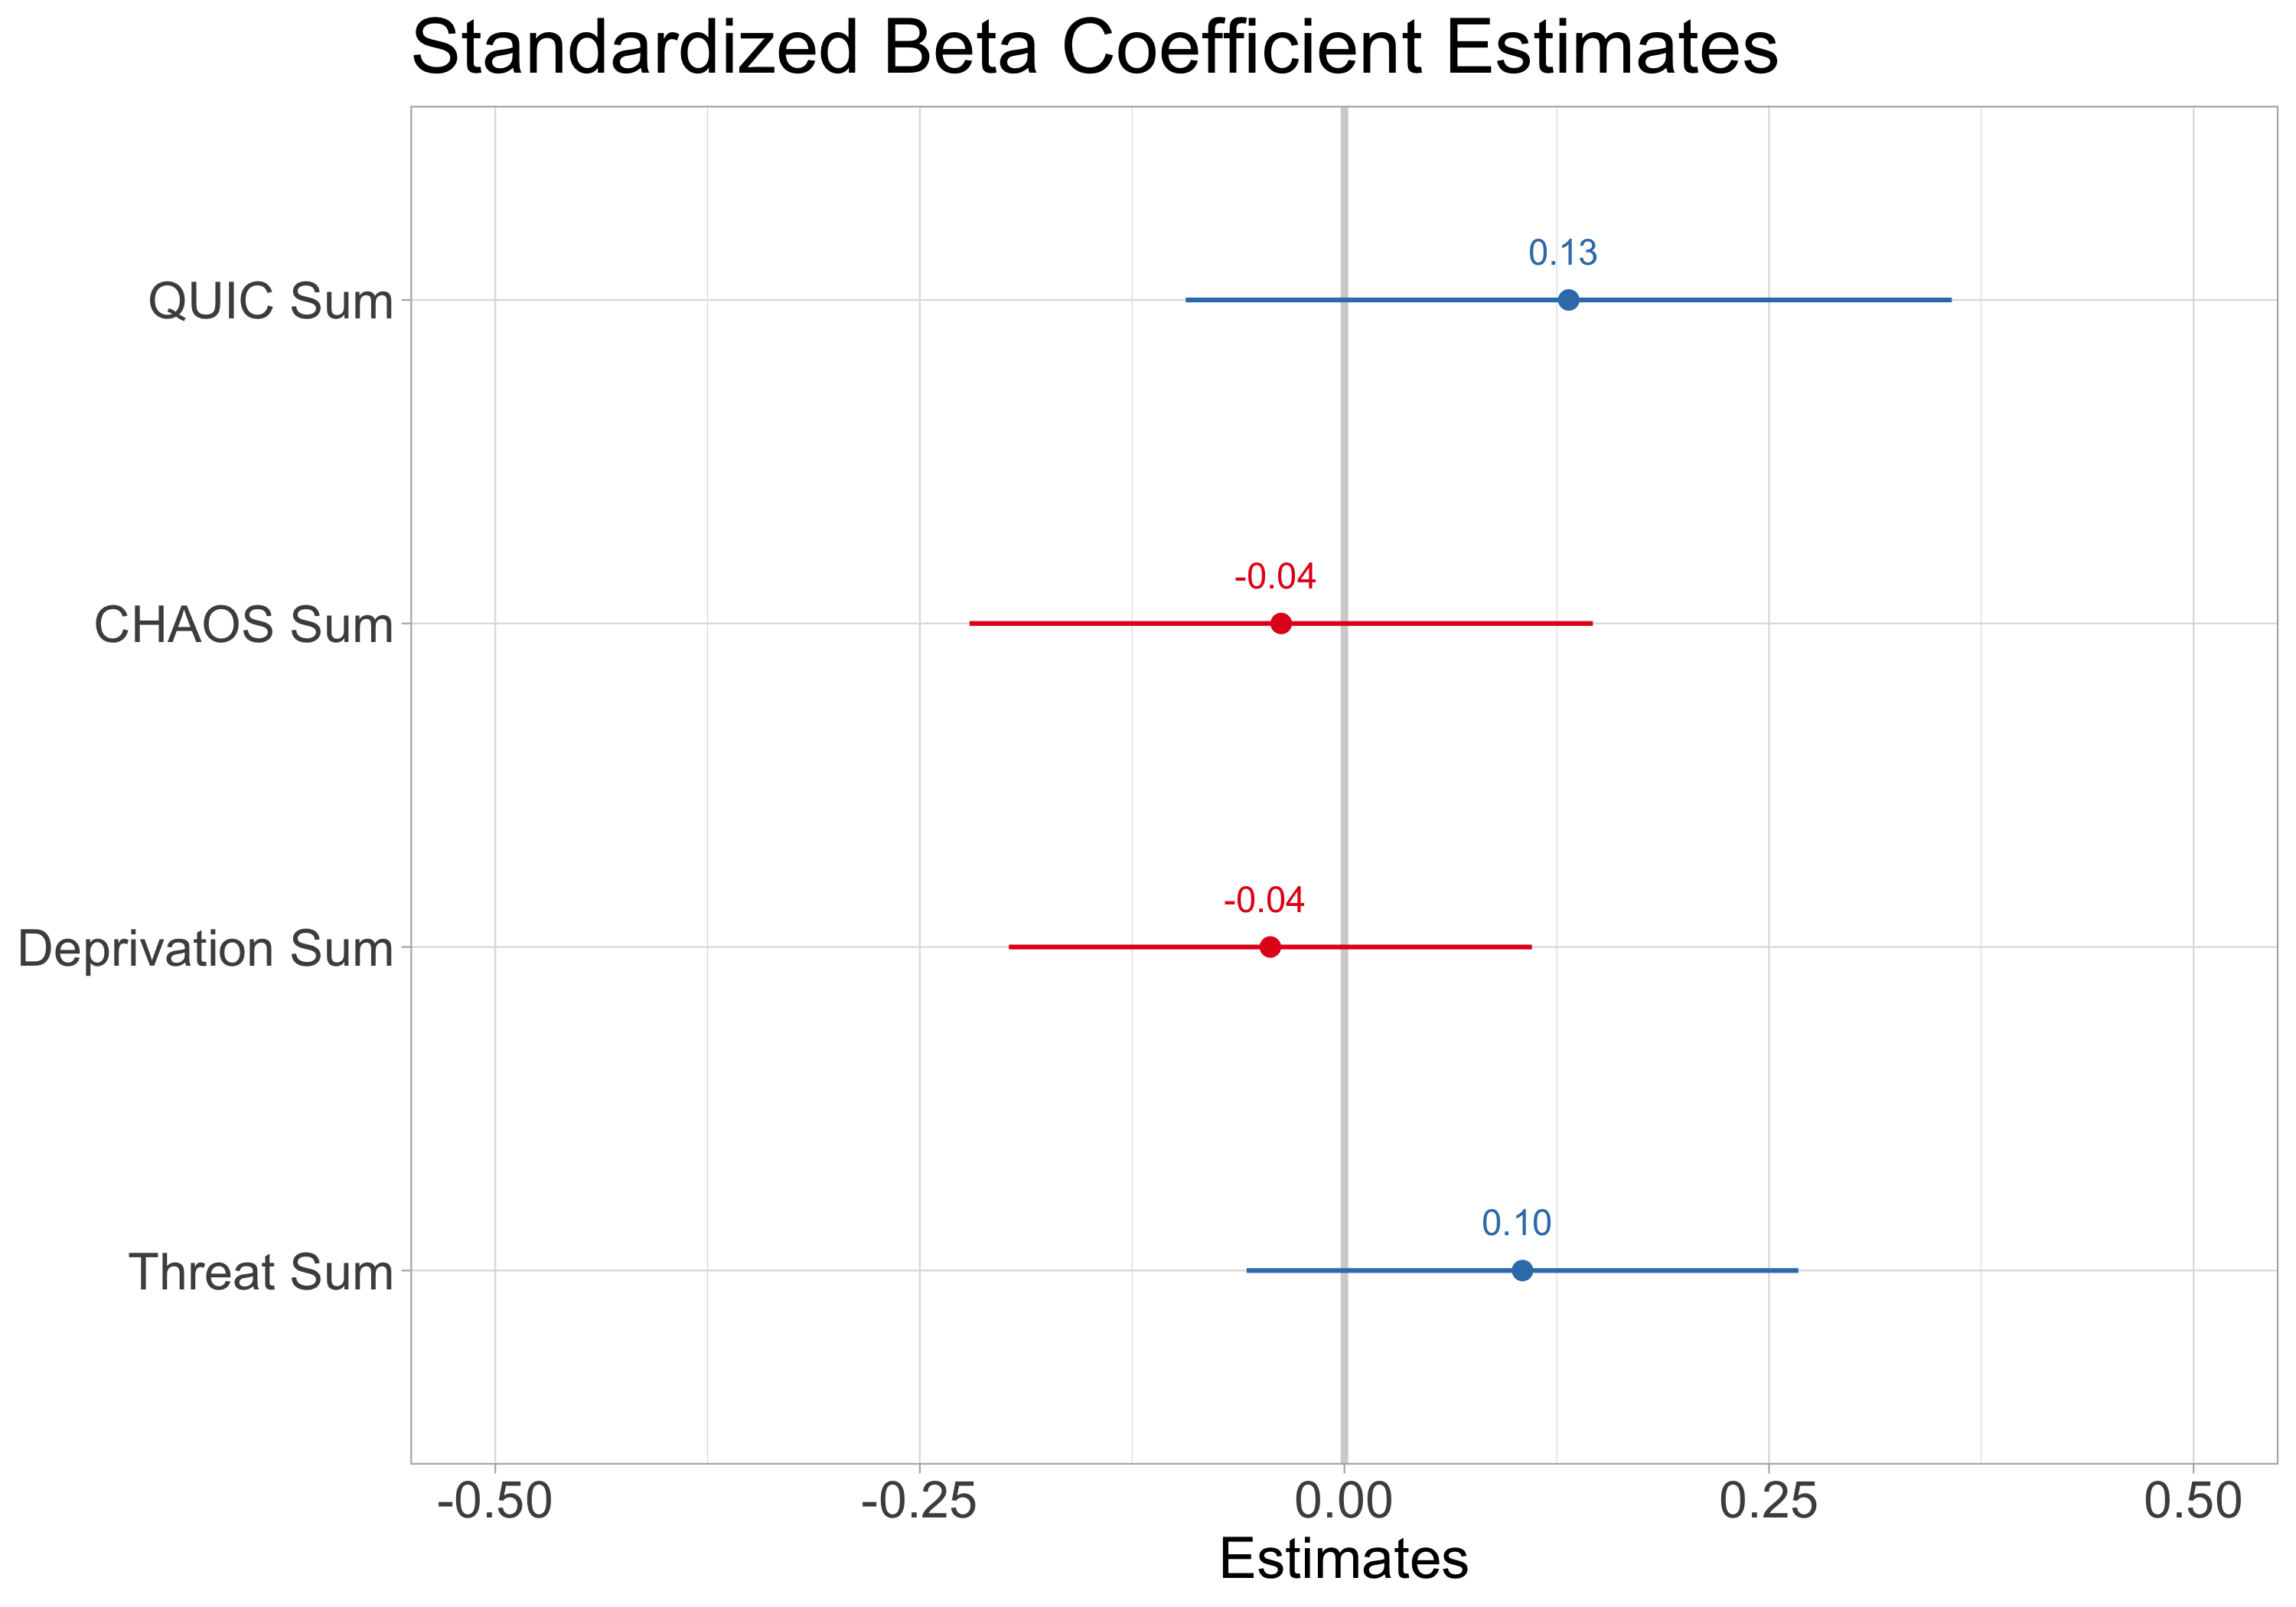 Standardized Beta Coefficient Estimates
0.13
QUIC Sum
-0.04
CHAOS Sum
-0.04
Deprivation Sum
0.10
Threat Sum
-0.50 -0.25 0.00 0.25 0.50
Estimates